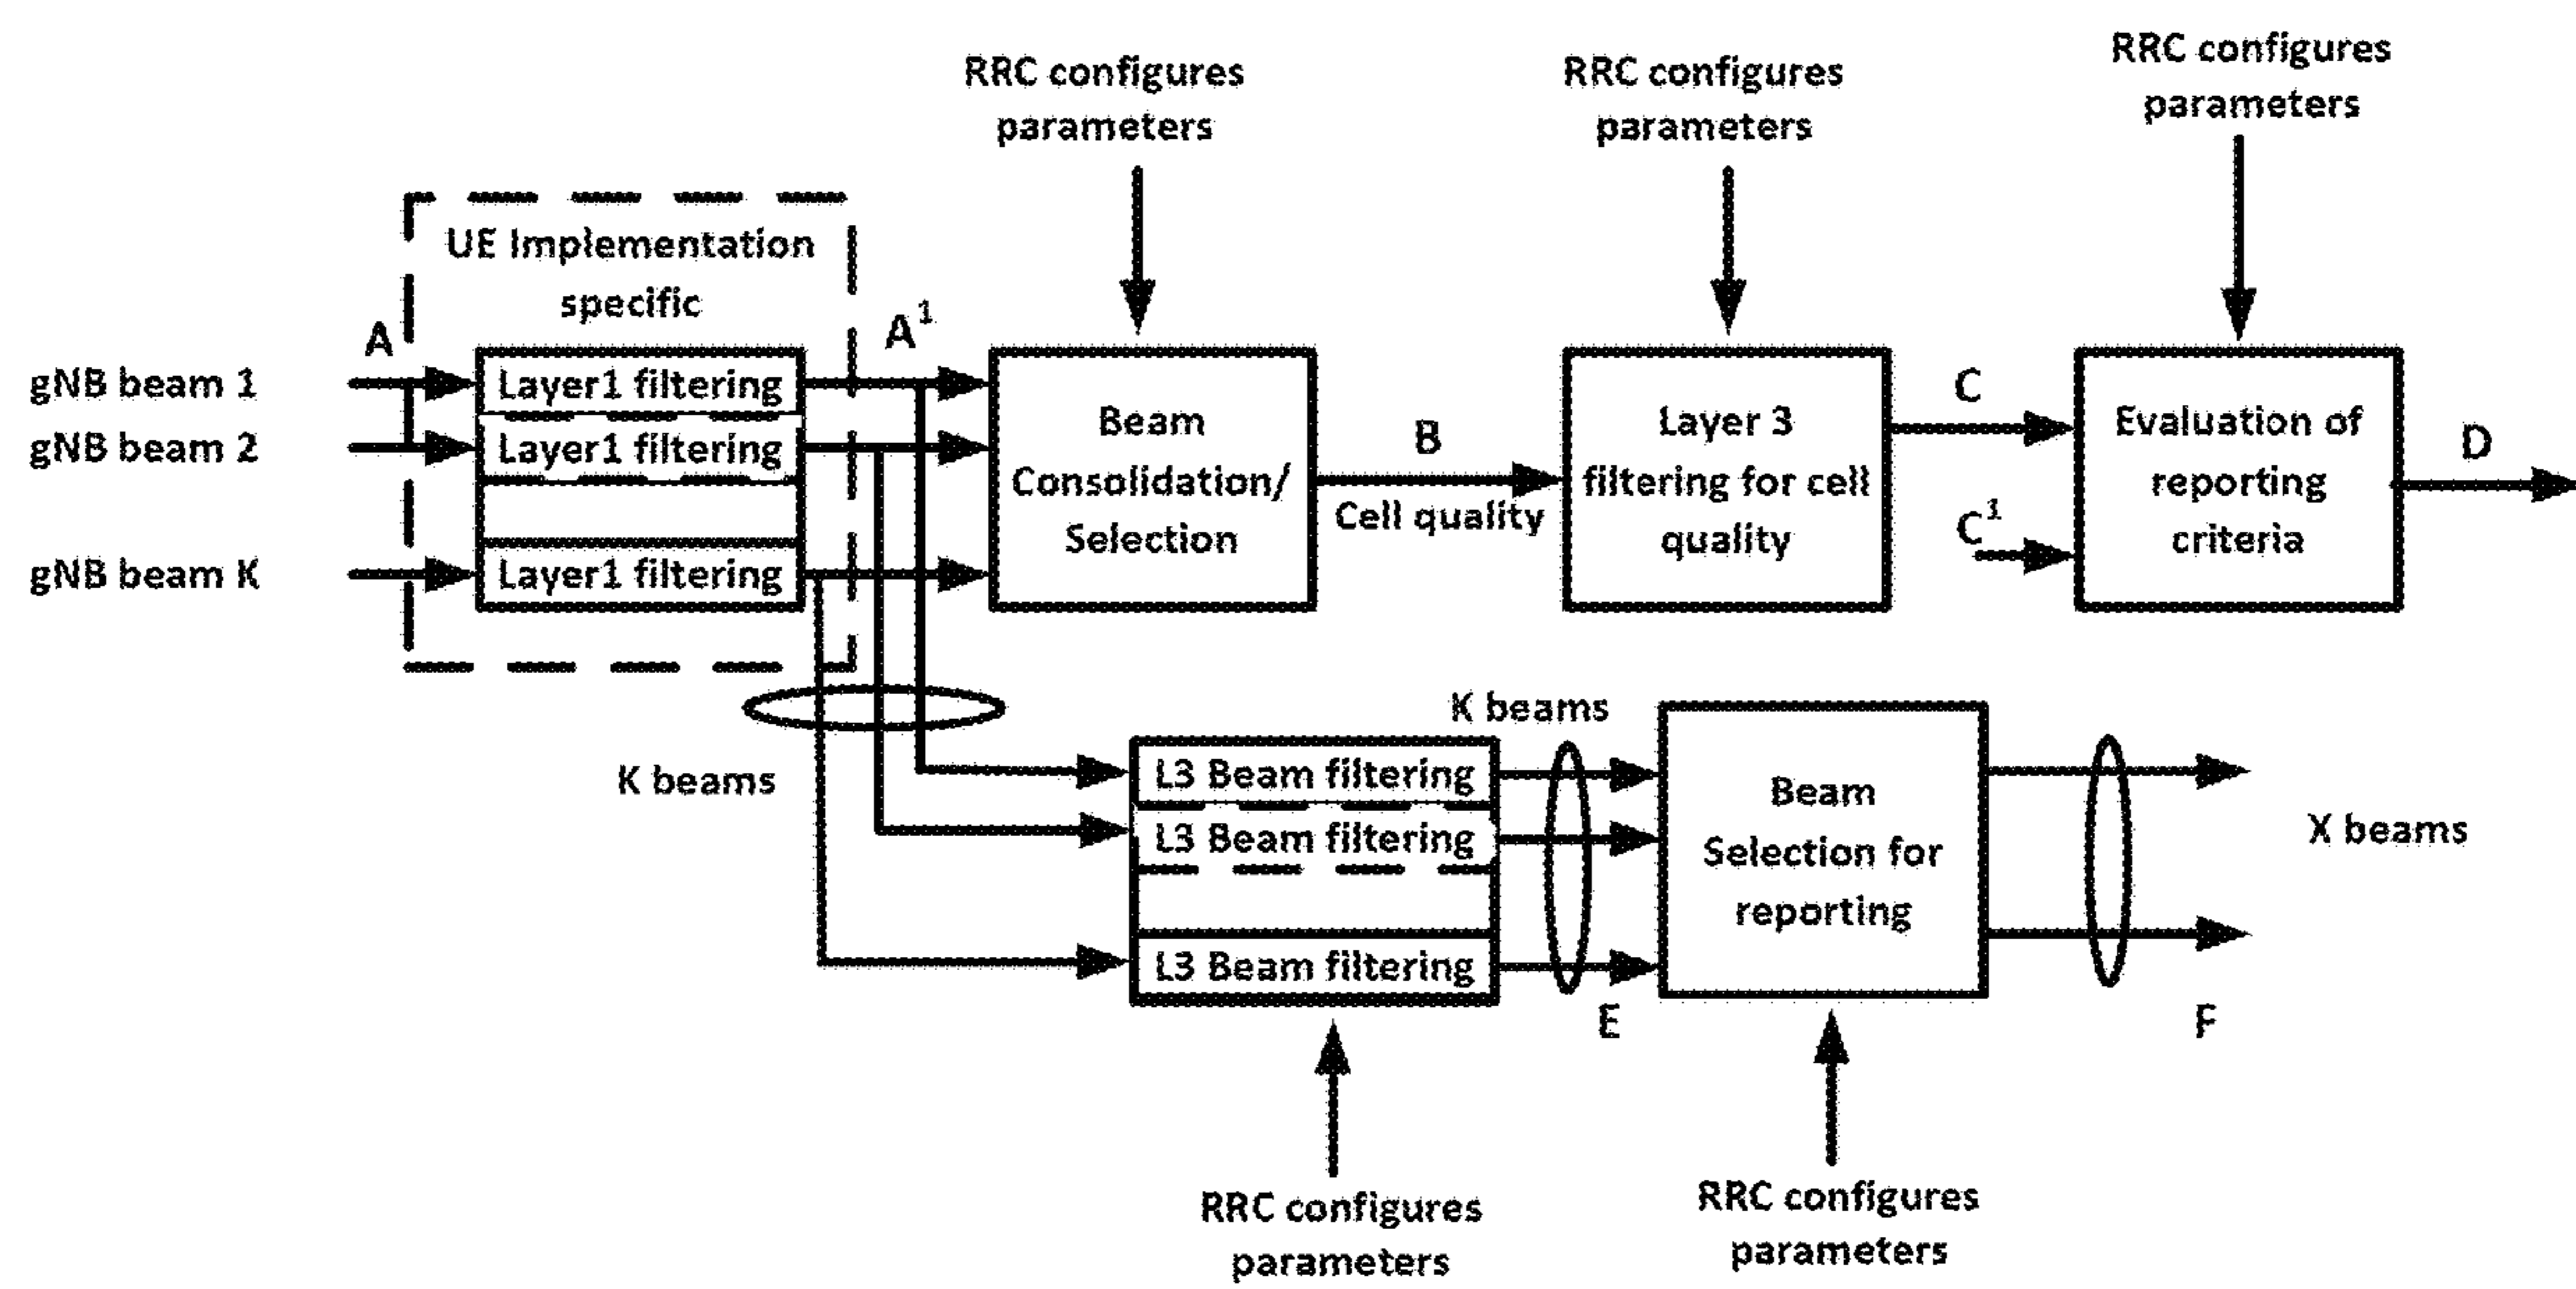 RRC configures
parameters
RRC configures
parameters
RRC configures
parameters
UE Implementation
specific
A
A¹
gNB beam 1
Layer1 filtering
gNB beam 2
Layer1 filtering
gNB beam K
Layer1 filtering
Beam
Consolidation/
Selection
B
Cell quality
Layer 3
filtering for cell
quality
C
C¹
Evaluation of
reporting
criteria
D
K beams
L3 Beam filtering
L3 Beam filtering
L3 Beam filtering
K beams
E
Beam
Selection for
reporting
X beams
F
RRC configures
parameters
RRC configures
parameters